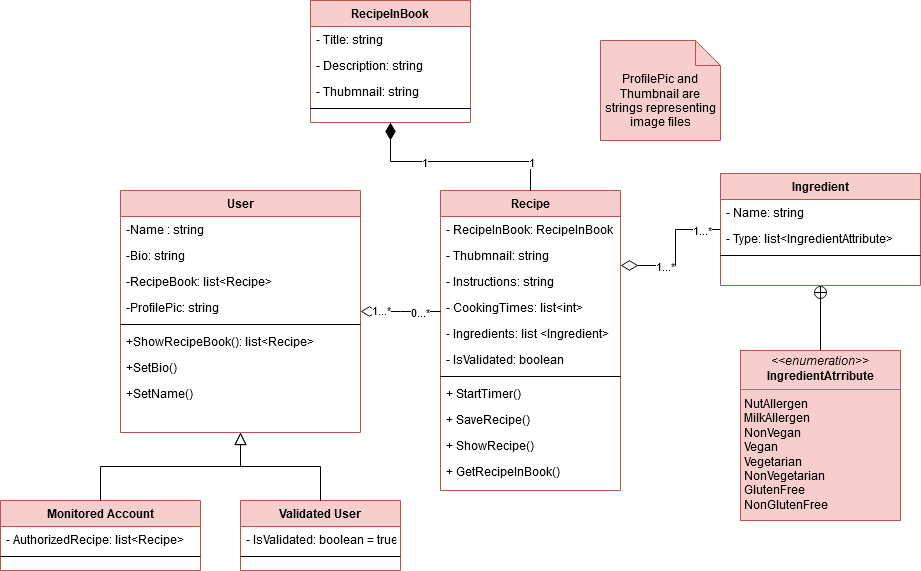 RecipeInBook
- Title: string
- Description: string
- Thubmnail: string
ProfilePic and
Thumbnail are
strings representing
image files
1
1
User
-Name : string
-Bio: string
-RecipeBook: list<Recipe>
-ProfilePic: string
+ShowRecipeBook(): list<Recipe>
+SetBio()
+SetName()
1...*
0...*
Recipe
- RecipeInBook: RecipeInBook
- Thubmnail: string
- Instructions: string
- CookingTimes: list<int>
- Ingredients: list <Ingredient>
- IsValidated: boolean
+ StartTimer()
+ SaveRecipe()
+ ShowRecipe()
+ GetRecipeInBook()
1...*
1...*
Ingredient
- Name: string
- Type: list<IngredientAttribute>
<<enumeration>>
IngredientAtrribute
NutAllergen
MilkAllergen
NonVegan
Vegan
Vegetarian
NonVegetarian
GlutenFree
NonGlutenFree
Monitored Account
- AuthorizedRecipe: list<Recipe>
Validated User
- IsValidated: boolean = true